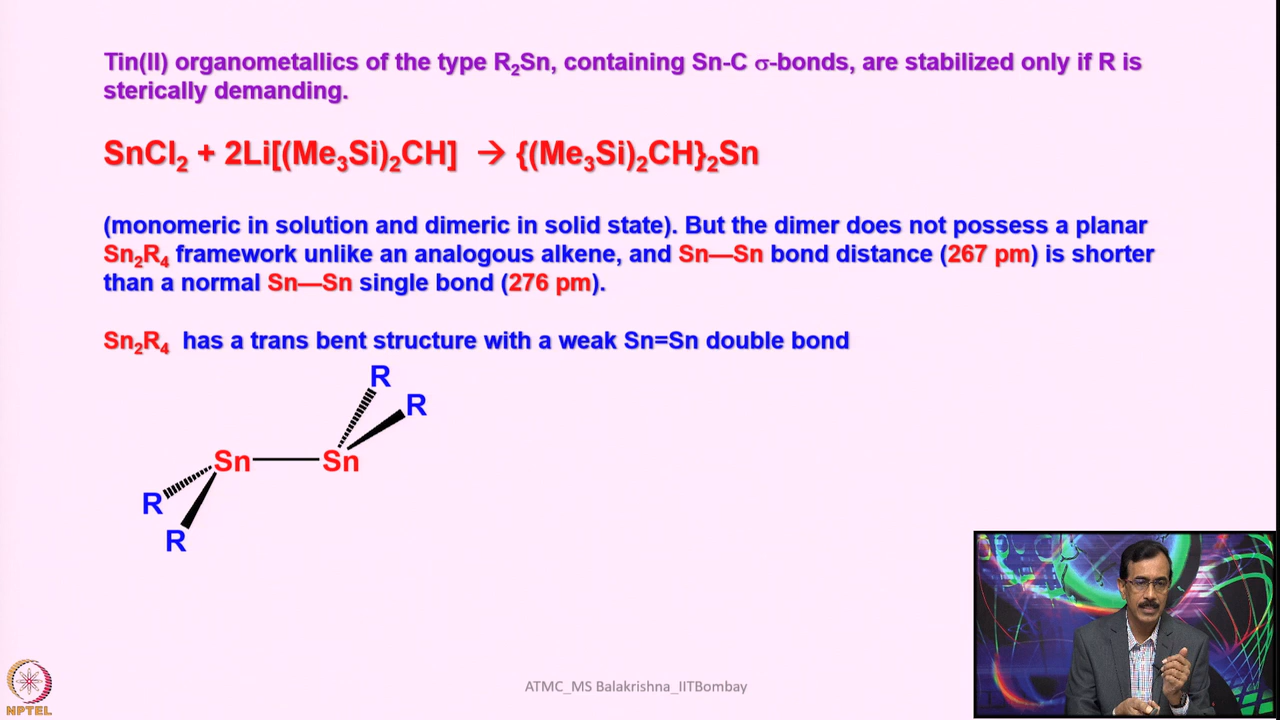 Tin(II) organometallics of the type R₂Sn, containing Sn-C σ-bonds, are stabilized only if R is
sterically demanding.
SnCl₂ + 2Li[(Me₃Si)₂CH] → {(Me₃Si)₂CH}₂Sn
(monomeric in solution and dimeric in solid state). But the dimer does not possess a planar
Sn₂R₄ framework unlike an analogous alkene, and Sn—Sn bond distance (267 pm) is shorter
than a normal Sn—Sn single bond (276 pm).
Sn₂R₄ has a trans bent structure with a weak Sn=Sn double bond
R
R
Sn Sn
R
R
ATMC_MS Balakrishna_IITBombay
NPTEL